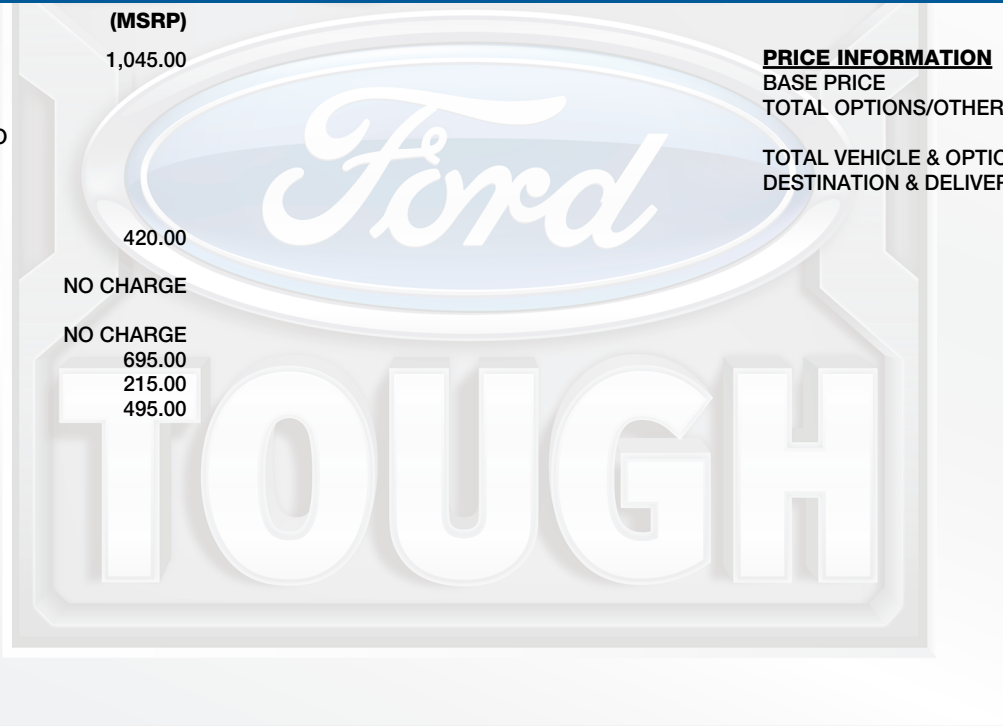 (MSRP)
1,045.00
420.00
NO CHARGE
NO CHARGE
695.00
215.00
495.00
PRICE INFORMATION
BASE PRICE
TOTAL OPTIONS/OTHER
TOTAL VEHICLE & OPTIO
DESTINATION & DELIVER
Ford
TOUGH